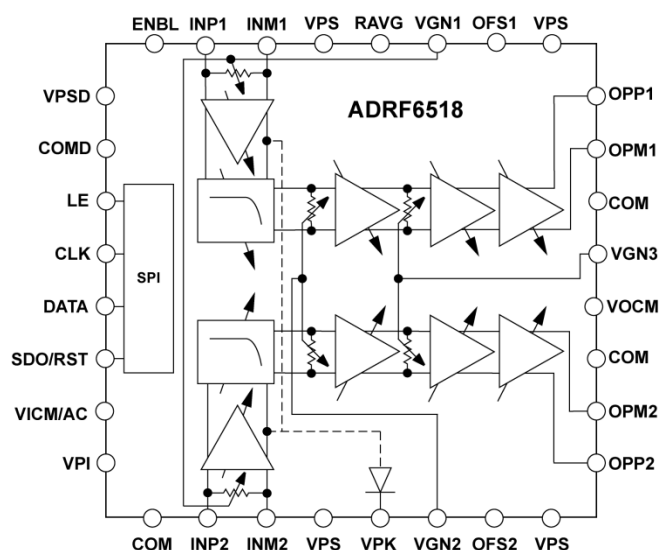 ENBL INP1 INM1 VPS RAVG VGN1 OFS1 VPS
VPSD
COMD
LE
CLK
DATA
SDO/RST
VICM/AC
VPI
SPI
ADRF6518
OPP1
OPM1
COM
VGN3
VOCM
COM
OPM2
OPP2
COM INP2 INM2 VPS VPK VGN2 OFS2 VPS